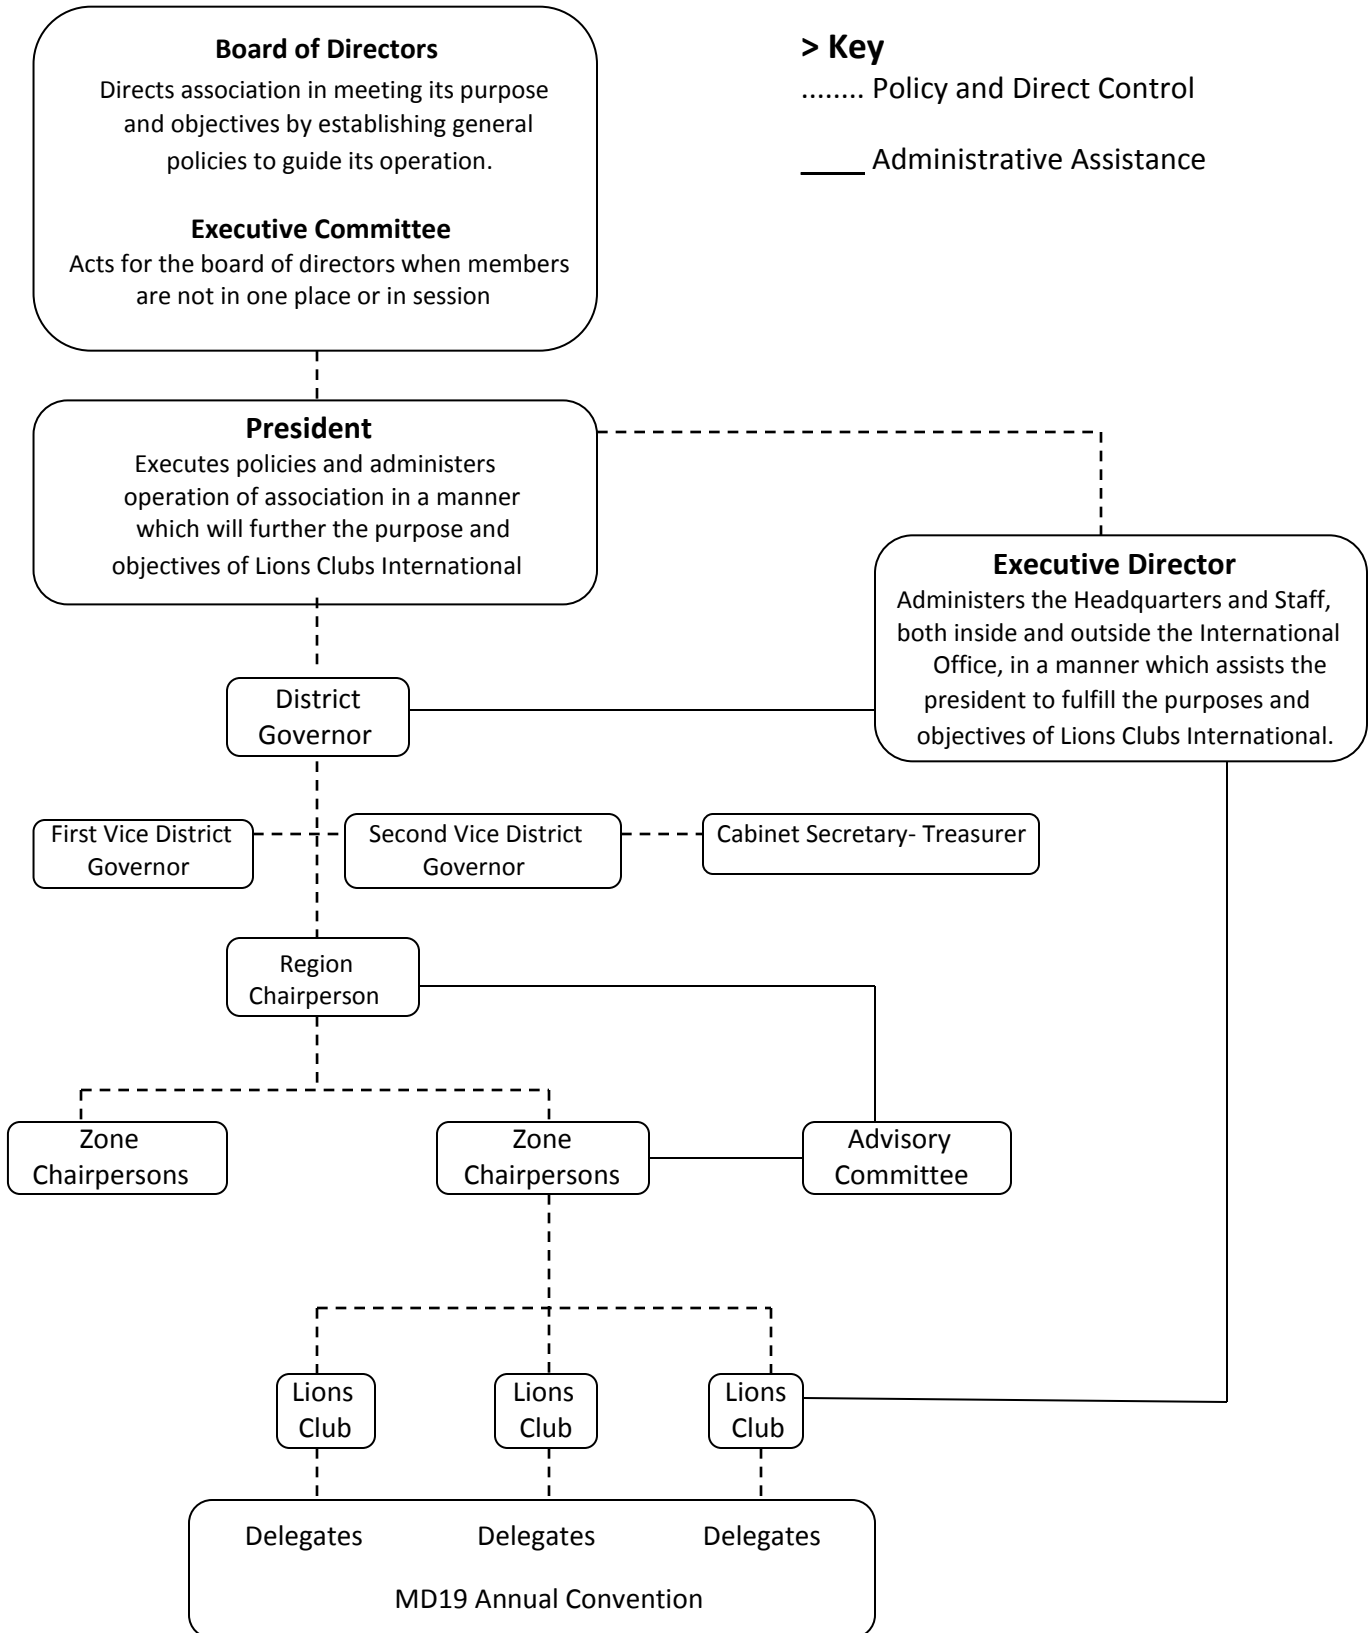 Board of Directors
Directs association in meeting its purpose
and objectives by establishing general
policies to guide its operation.
Executive Committee
Acts for the board of directors when members
are not in one place or in session
> Key
........ Policy and Direct Control
____ Administrative Assistance
President
Executes policies and administers
operation of association in a manner
which will further the purpose and
objectives of Lions Clubs International
Executive Director
Administers the Headquarters and Staff,
both inside and outside the International
Office, in a manner which assists the
president to fulfill the purposes and
objectives of Lions Clubs International.
District
Governor
First Vice District
Governor
Second Vice District
Governor
Cabinet Secretary- Treasurer
Region
Chairperson
Zone
Chairpersons
Zone
Chairpersons
Advisory
Committee
Lions
Club
Lions
Club
Lions
Club
Delegates
Delegates
Delegates
MD19 Annual Convention